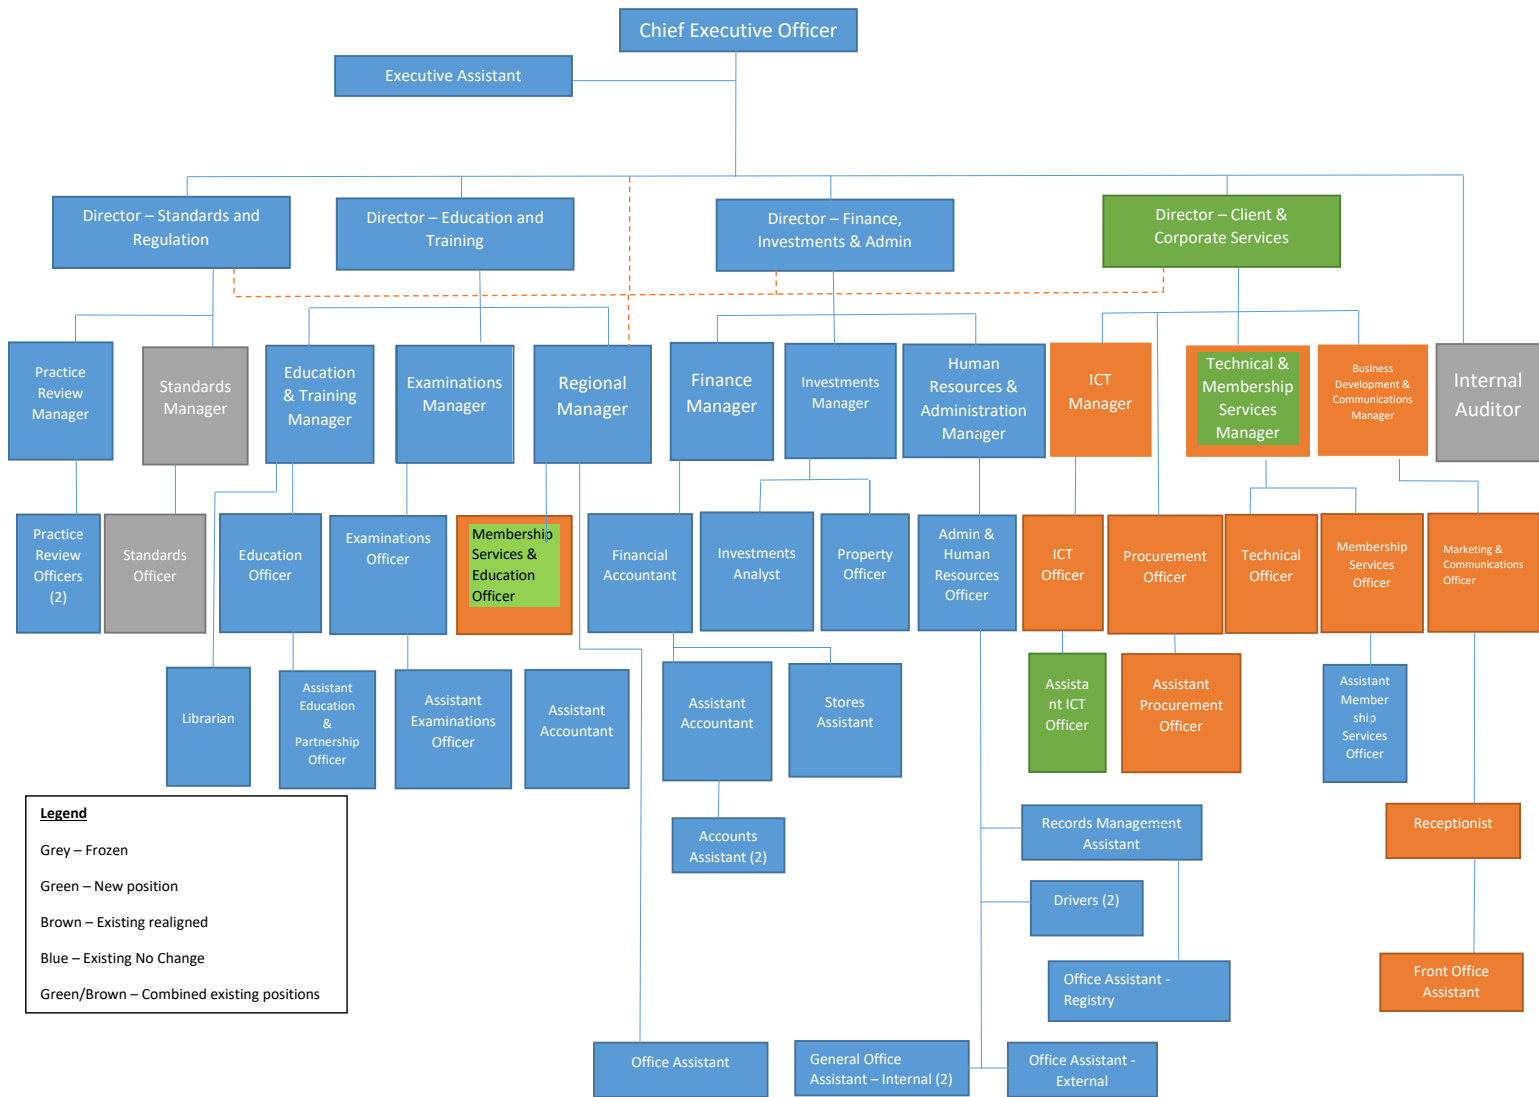 Chief Executive Officer
Executive Assistant
Director – Standards and
Regulation
Director – Education and
Training
Director – Finance,
Investments & Admin
Director – Client &
Corporate Services
Practice
Review
Manager
Standards
Manager
Education
& Training
Manager
Examinations
Manager
Regional
Manager
Finance
Manager
Investments
Manager
Human
Resources &
Administration
Manager
ICT
Manager
Technical &
Membership
Services
Manager
Business
Development &
Communications
Manager
Internal
Auditor
Practice
Review
Officers
(2)
Standards
Officer
Education
Officer
Examinations
Officer
Membership
Services &
Education
Officer
Financial
Accountant
Investments
Analyst
Property
Officer
Admin &
Human
Resources
Officer
ICT
Officer
Procurement
Officer
Technical
Officer
Membership
Services
Officer
Marketing &
Communications
Officer
Librarian
Assistant
Education
&
Partnership
Officer
Assistant
Examinations
Officer
Assistant
Accountant
Assistant
Accountant
Stores
Assistant
Assista
nt ICT
Officer
Assistant
Procurement
Officer
Assistant
Member
ship
Services
Officer
Legend
Grey – Frozen
Green – New position
Brown – Existing realigned
Blue – Existing No Change
Green/Brown – Combined existing positions
Accounts
Assistant (2)
Records Management
Assistant
Receptionist
Drivers (2)
Office Assistant -
Registry
Front Office
Assistant
Office Assistant
General Office
Assistant – Internal (2)
Office Assistant -
External